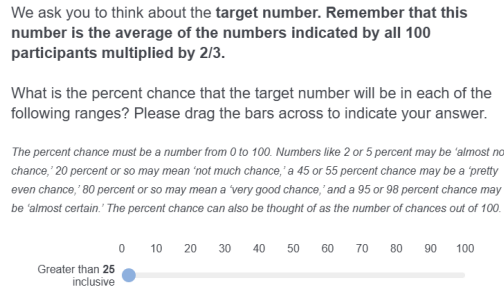 We ask you to think about the target number. Remember that this
number is the average of the numbers indicated by all 100
participants multiplied by 2/3.
What is the percent chance that the target number will be in each of the
following ranges? Please drag the bars across to indicate your answer.
The percent chance must be a number from 0 to 100. Numbers like 2 or 5 percent may be ‘almost no
chance,’ 20 percent or so may mean ‘not much chance,’ a 45 or 55 percent chance may be a ‘pretty
even chance,’ 80 percent or so may mean a ‘very good chance,’ and a 95 or 98 percent chance may
be ‘almost certain.’ The percent chance can also be thought of as the number of chances out of 100.
0 10 20 30 40 50 60 70 80 90 100
Greater than 25
inclusive